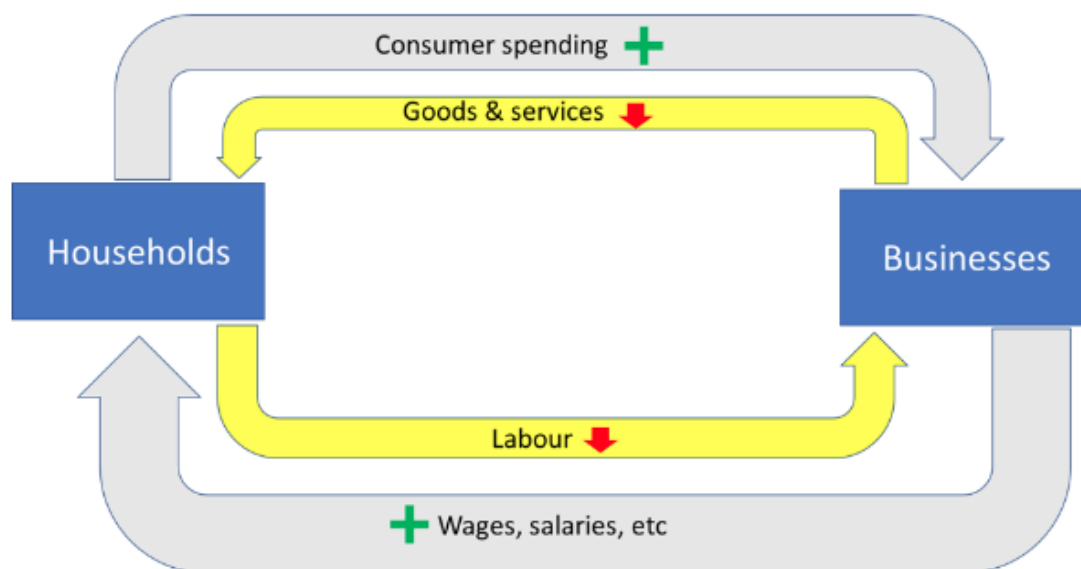 Consumer spending
Goods & services
Households
Businesses
Labour
Wages, salaries, etc